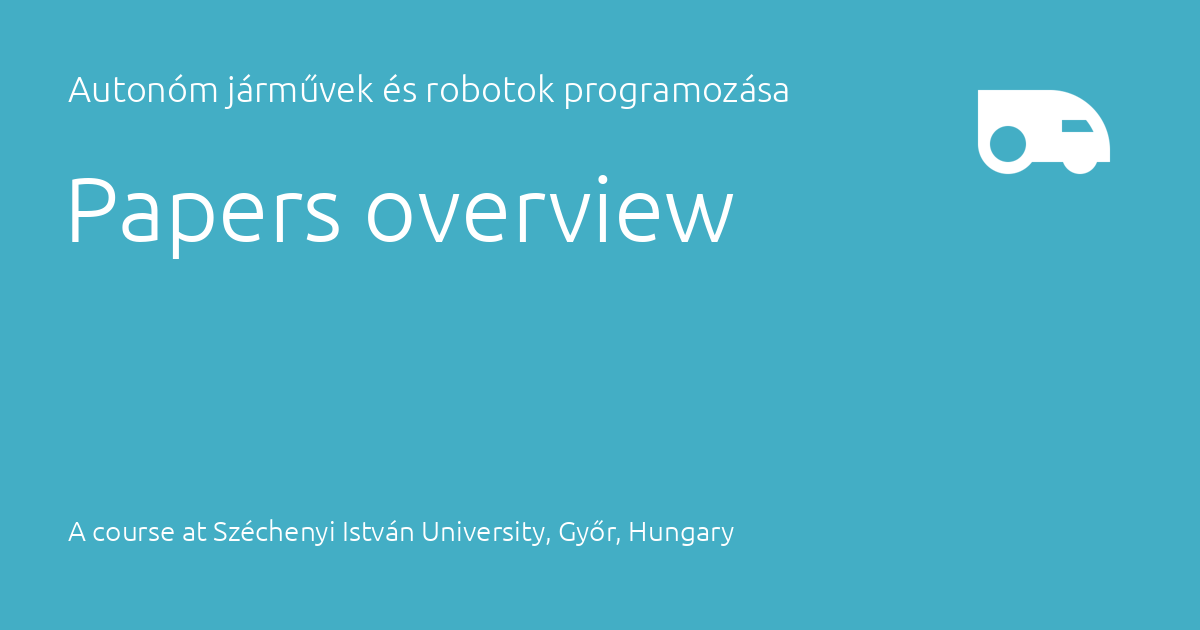 Autonóm járművek és robotok programozása
Papers overview
A course at Széchenyi István University, Győr, Hungary